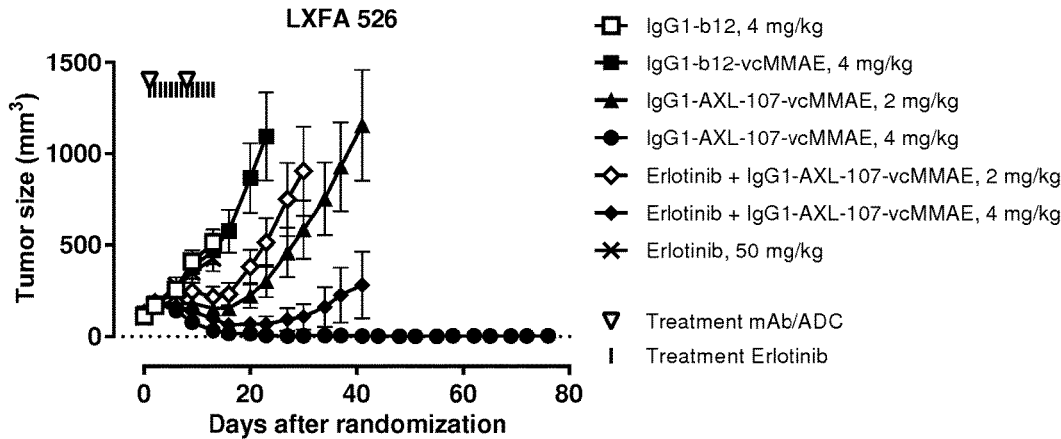 LXFA 526
1500
1000
500
0
Tumor size (mm³)
0 20 40 60 80
Days after randomization
IgG1-b12, 4 mg/kg
IgG1-b12-vcMMAE, 4 mg/kg
IgG1-AXL-107-vcMMAE, 2 mg/kg
IgG1-AXL-107-vcMMAE, 4 mg/kg
Erlotinib + IgG1-AXL-107-vcMMAE, 2 mg/kg
Erlotinib + IgG1-AXL-107-vcMMAE, 4 mg/kg
Erlotinib, 50 mg/kg
Treatment mAb/ADC
Treatment Erlotinib